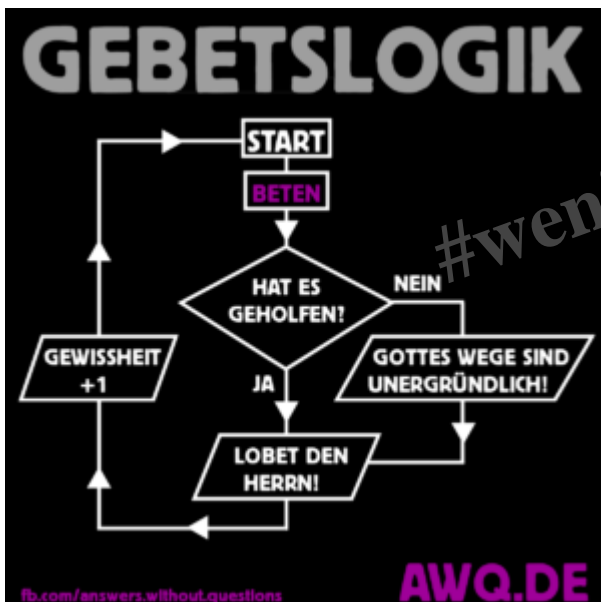 GEBETSLOGIK
START
BETEN
HAT ES
GEHOLFEN?
NEIN
GOTTES WEGE SIND
UNERGRÜNDLICH!
JA
LOBET DEN
HERRN!
GEWISSHEIT
+1
#weni
fb.com/answers.without.questions
AWQ.DE